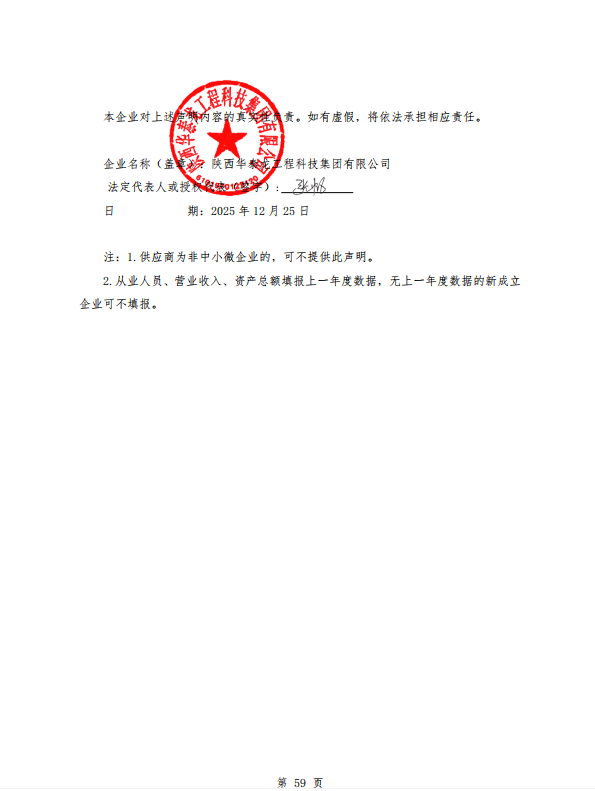 本企业对上述声明内容的真实性负责。如有虚假，将依法承担相应责任。
企业名称（盖章）：陕西华泰龙工程科技集团有限公司
法定代表人或授权代表（签字）：
日 期：2025 年 12 月 25 日
注：1.供应商为非中小微企业的，可不提供此声明。
2.从业人员、营业收入、资产总额填报上一年度数据，无上一年度数据的新成立
企业可不填报。
第 59 页